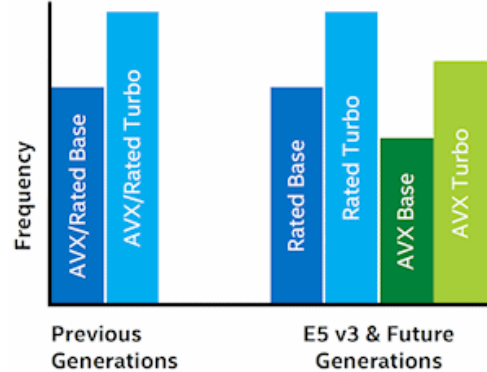 Frequency
AVX/Rated Base
AVX/Rated Turbo
Rated Base
Rated Turbo
AVX Base
AVX Turbo
Previous
Generations
E5 v3 & Future
Generations